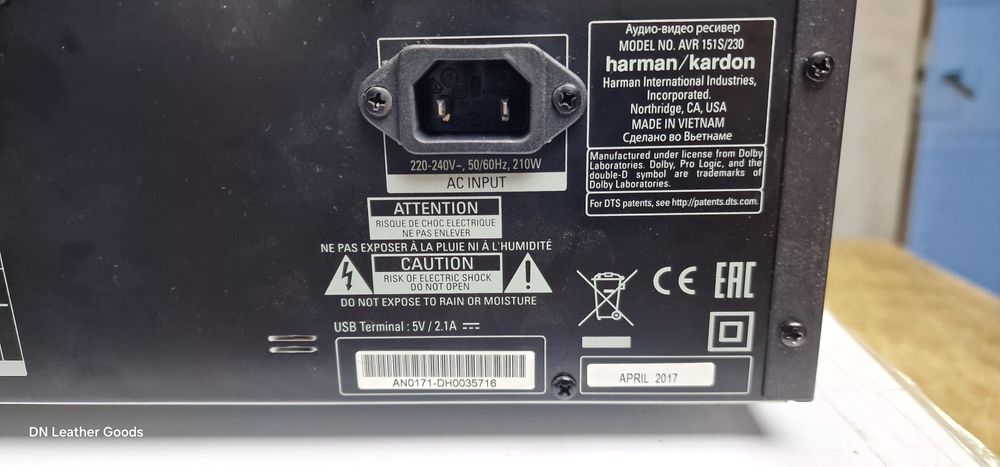 Аудио-видео ресивер
MODEL NO. AVR 151S/230
harman/kardon
Harman International Industries,
Incorporated.
Northridge, CA, USA
MADE IN VIETNAM
Сделано во Вьетнаме
Manufactured under license from Dolby
Laboratories. Dolby, Pro Logic, and the
double-D symbol are trademarks of
Dolby Laboratories.
For DTS patents, see http://patents.dts.com.
220-240V~, 50/60Hz, 210W
AC INPUT
ATTENTION
RISQUE DE CHOC ELECTRIQUE
NE PAS ENLEVER
NE PAS EXPOSER À LA PLUIE NI À L'HUMIDITÉ
CAUTION
RISK OF ELECTRIC SHOCK
DO NOT OPEN
DO NOT EXPOSE TO RAIN OR MOISTURE
CE EAC
USB Terminal : 5V / 2.1A
AN0171-DH0035716
APRIL 2017
DN Leather Goods